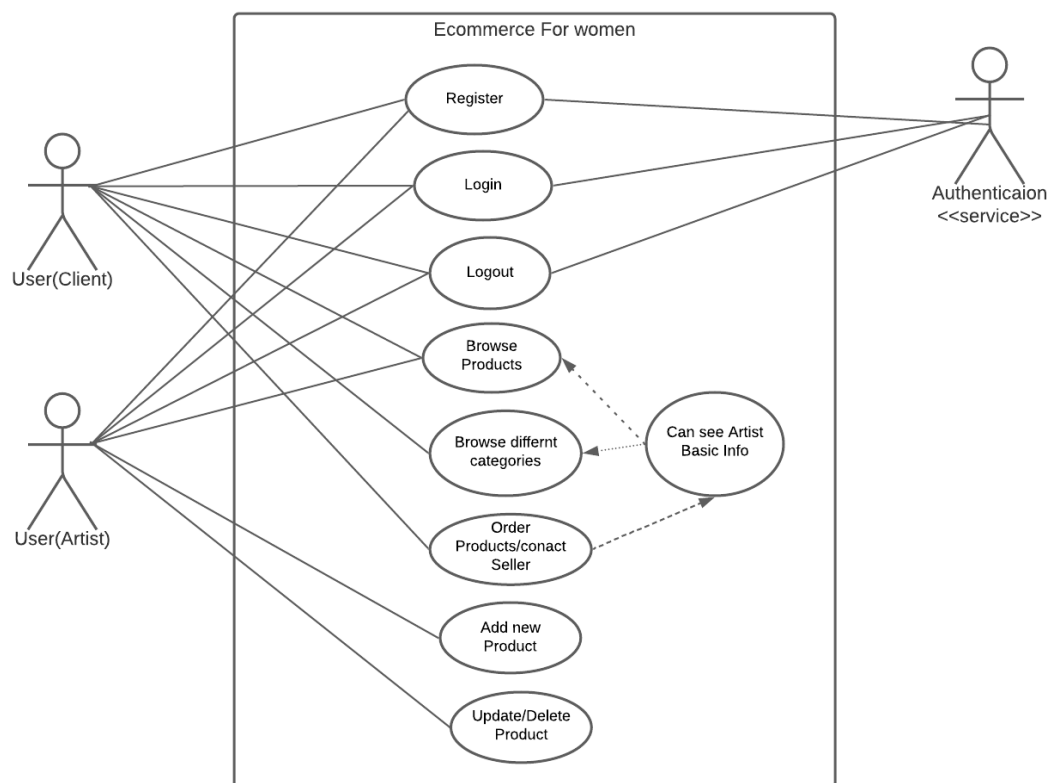 Ecommerce For women
Register
Login
Logout
Browse
Products
Browse differnt
categories
Can see Artist
Basic Info
Order
Products/conact
Seller
Add new
Product
Update/Delete
Product
User(Client)
User(Artist)
Authenticaion
<<service>>